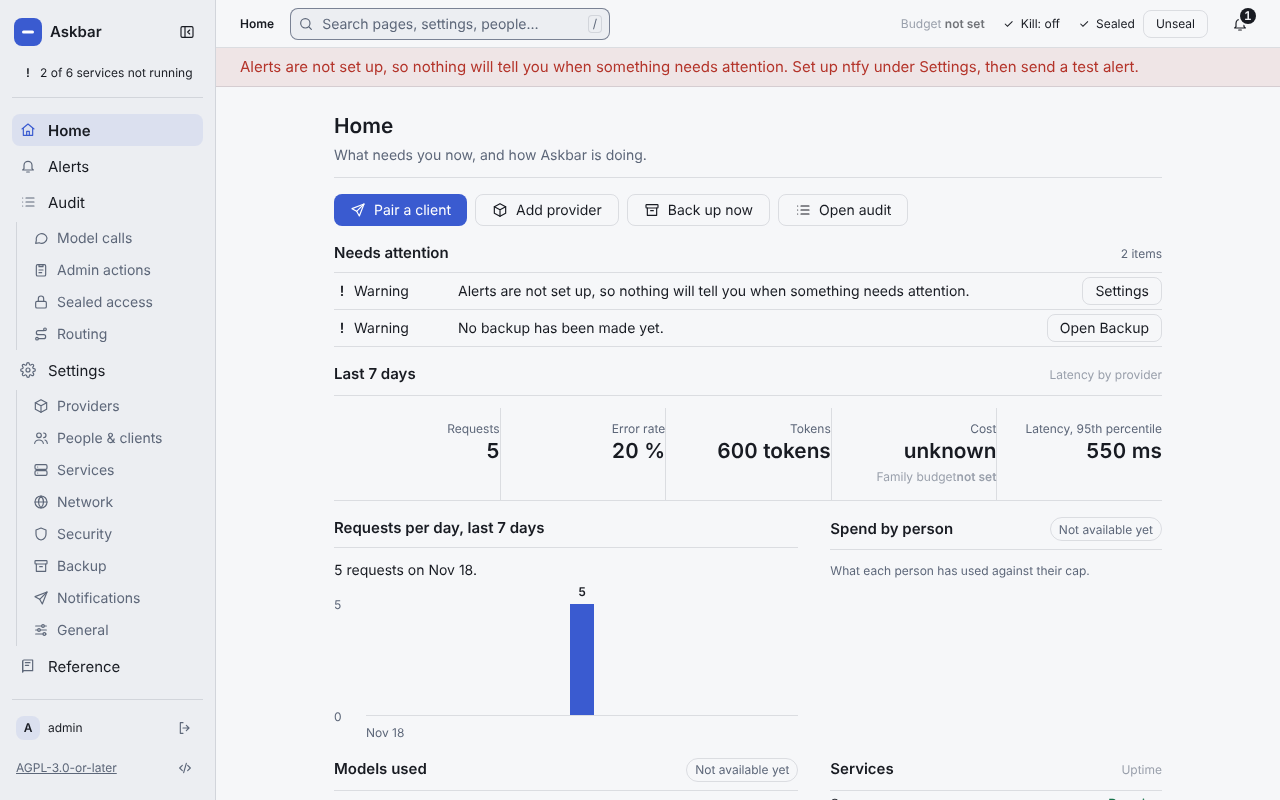 Askbar
! 2 of 6 services not running
Home
Alerts
Audit
Model calls
Admin actions
Sealed access
Routing
Settings
Providers
People & clients
Services
Network
Security
Backup
Notifications
General
Reference
A admin
AGPL-3.0-or-later
Home Search pages, settings, people... / Budget not set Kill: off Sealed Unseal 1
Alerts are not set up, so nothing will tell you when something needs attention. Set up ntfy under Settings, then send a test alert.
Home
What needs you now, and how Askbar is doing.
Pair a client Add provider Back up now Open audit
Needs attention 2 items
! Warning Alerts are not set up, so nothing will tell you when something needs attention. Settings
! Warning No backup has been made yet. Open Backup
Last 7 days Latency by provider
Requests Error rate Tokens Cost Latency, 95th percentile
5 20 % 600 tokens unknown 550 ms
Family budgetnot set
Requests per day, last 7 days
5 requests on Nov 18.
5
5
0
Nov 18
Spend by person Not available yet
What each person has used against their cap.
Models used Not available yet
Services Uptime